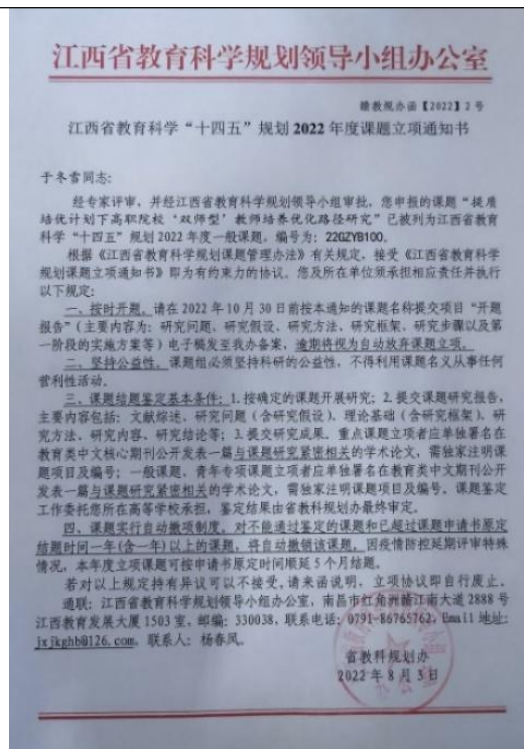 江西省教育科学规划领导小组办公室
赣教规办函【2022】2号
江西省教育科学“十四五”规划2022年度课题立项通知书
于冬雪同志:
经专家评审，并经江西省教育科学规划领导小组审批，您申报的课题“提质
培优计划下高职院校‘双师型’教师培养优化路径研究”已被列为江西省教育
科学“十四五”规划2022年度一般课题。编号为: 22GZYB100。
根据《江西省教育科学规划课题管理办法》有关规定，接受《江西省教育科学
规划课题立项通知书》即为有约束力的协议。您及所在单位须承担相应责任并执行
以下规定:
一、按时开题。请在2022年10月30日前按本通知的课题名称提交项目“开题
报告”(主要内容为: 研究问题、研究假设、研究方法、研究框架、研究步骤以及第
一阶段的实施方案等)电子稿发至我办备案，逾期将视为自动放弃课题立项。
二、坚持公益性。课题组必须坚持科研的公益性，不得利用课题名义从事任何
营利性活动。
三、课题结题鉴定基本条件: 1.按确定的课题开展研究; 2.提交课题研究报告，
主要内容包括: 文献综述、研究问题(含研究假设)、理论基础(含研究框架)、研
究方法、研究内容、研究结论等; 3.提交研究成果。重点课题立项者应单独署名在
教育类中文核心期刊公开发表一篇与课题研究紧密相关的学术论文，需独家注明课
题项目及编号; 一般课题、青年专项课题立项者应单独署名在教育类中文期刊公开
发表一篇与课题研究紧密相关的学术论文，需独家注明课题项目及编号。课题鉴定
工作委托您所在高等学校承担，鉴定结果由省教科规划办最终审定。
四、课题实行自动撤项制度。对不能通过鉴定的课题和已超过课题申请书原定
结题时间一年(含一年)以上的课题，将自动撤销该课题。因疫情防控延期评审特殊
情况，本年度立项课题可按申请书原定时间顺延5个月结题。
若对以上规定持有异议可以不接受，请来函说明，立项协议即自行废止。
通联: 江西省教育科学规划领导小组办公室，南昌市红角洲赣江南大道2888号
江西教育发展大厦1503室，邮编: 330038，联系电话: 0791-86765762，Email地址:
jxjkghb@126.com，联系人: 杨春风。
省教科规划办
2022年8月3日